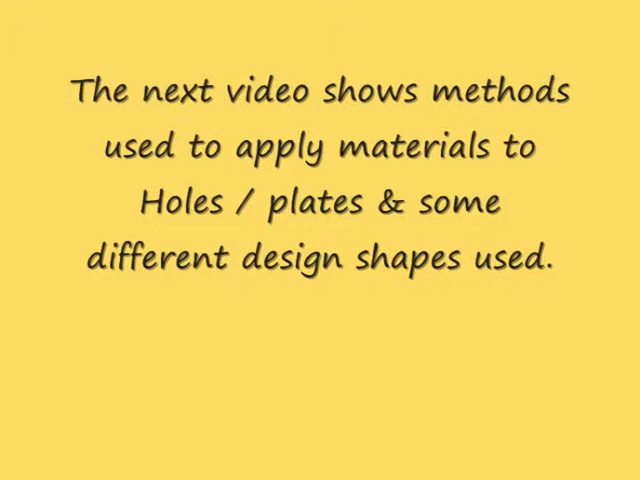 The next video shows methods
used to apply materials to
Holes / plates & some
different design shapes used.